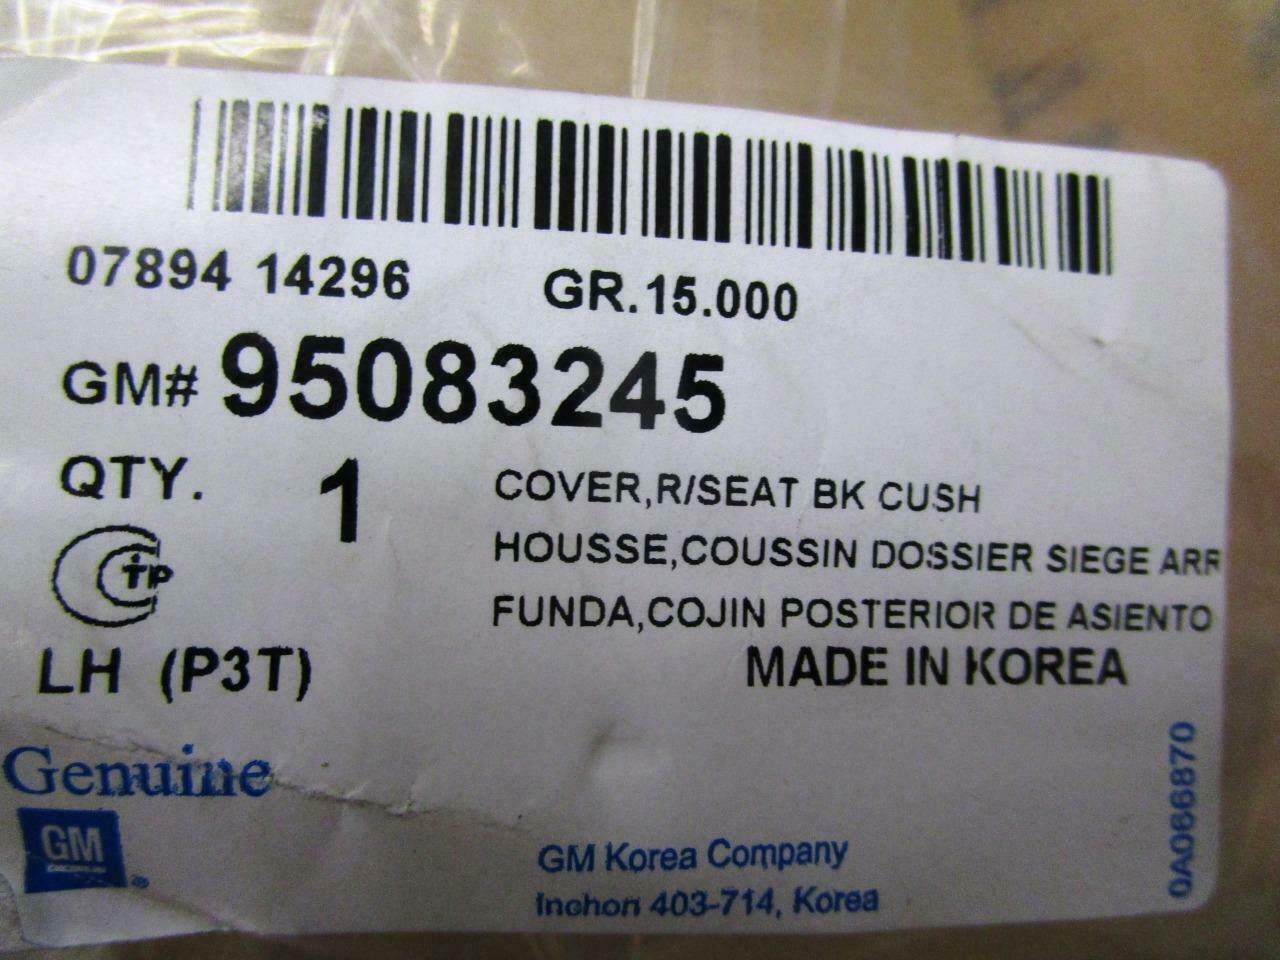 07894 14296 GR.15.000
GM# 95083245
QTY. 1 COVER,R/SEAT BK CUSH
HOUSSE,COUSSIN DOSSIER SIEGE ARR
FUNDA,COJIN POSTERIOR DE ASIENTO
LH (P3T) MADE IN KOREA
Genuine
GM
GM Korea Company
Inchon 403-714, Korea
0A066870